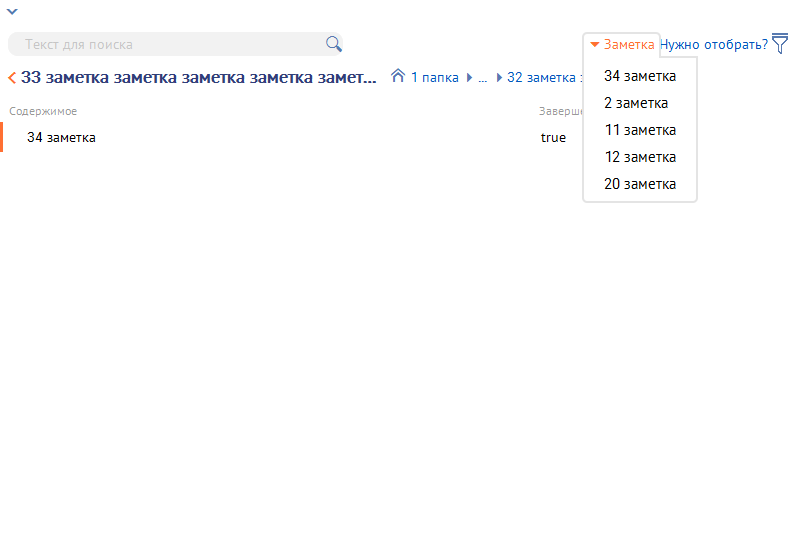 Текст для поиска
Заметка Нужно отобрать?
33 заметка заметка заметка заметка замет...
1 папка ... 32 заметка
34 заметка
2 заметка
11 заметка
12 заметка
20 заметка
Содержимое Заверше
34 заметка true